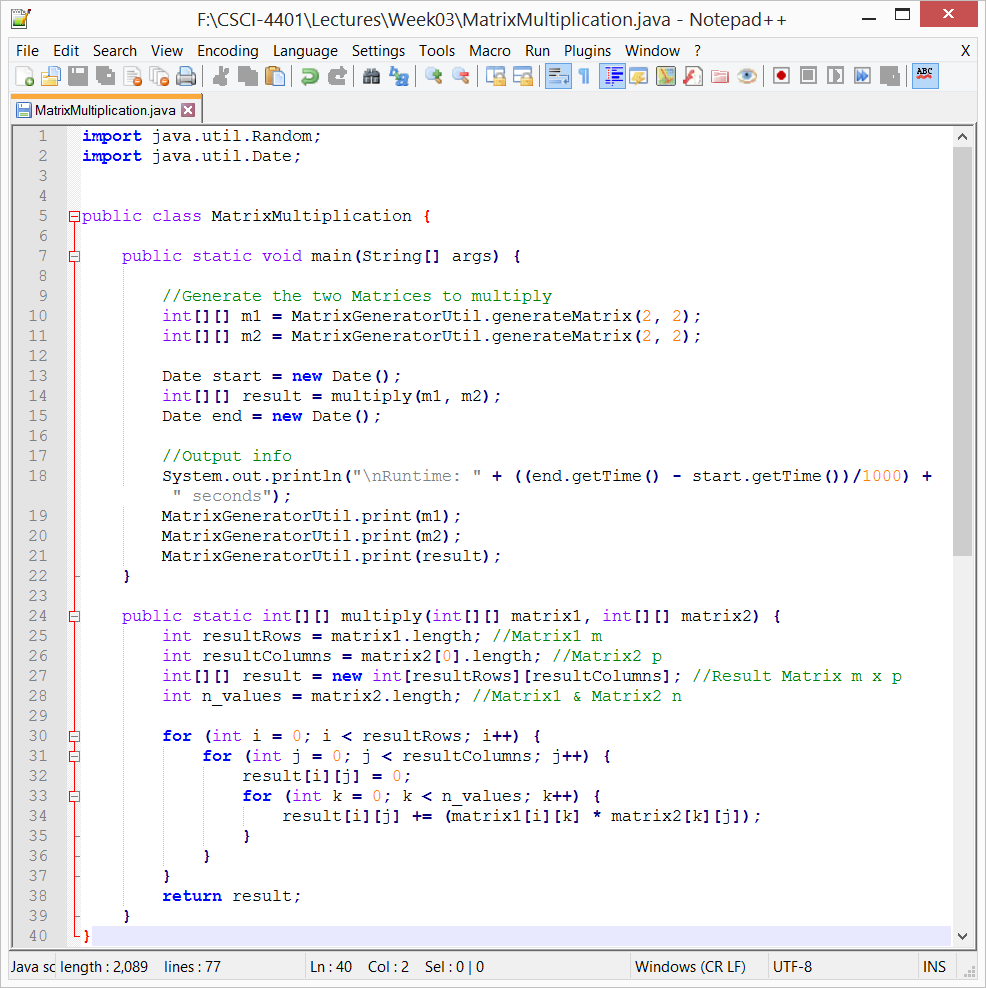 F:\CSCI-4401\Lectures\Week03\MatrixMultiplication.java - Notepad++
File Edit Search View Encoding Language Settings Tools Macro Run Plugins Window ? X
ABC
MatrixMultiplication.java
1 import java.util.Random;
2 import java.util.Date;
3
4
5 public class MatrixMultiplication {
6
7     public static void main(String[] args) {
8
9         //Generate the two Matrices to multiply
10         int[][] m1 = MatrixGeneratorUtil.generateMatrix(2, 2);
11         int[][] m2 = MatrixGeneratorUtil.generateMatrix(2, 2);
12
13         Date start = new Date();
14         int[][] result = multiply(m1, m2);
15         Date end = new Date();
16
17         //Output info
18         System.out.println("\nRuntime: " + ((end.getTime() - start.getTime())/1000) +
" seconds");
19         MatrixGeneratorUtil.print(m1);
20         MatrixGeneratorUtil.print(m2);
21         MatrixGeneratorUtil.print(result);
22     }
23
24     public static int[][] multiply(int[][] matrix1, int[][] matrix2) {
25         int resultRows = matrix1.length; //Matrix1 m
26         int resultColumns = matrix2[0].length; //Matrix2 p
27         int[][] result = new int[resultRows][resultColumns]; //Result Matrix m x p
28         int n_values = matrix2.length; //Matrix1 & Matrix2 n
29
30         for (int i = 0; i < resultRows; i++) {
31             for (int j = 0; j < resultColumns; j++) {
32                 result[i][j] = 0;
33                 for (int k = 0; k < n_values; k++) {
34                     result[i][j] += (matrix1[i][k] * matrix2[k][j]);
35                 }
36             }
37         }
38         return result;
39     }
40 }
Java sc length : 2,089 lines : 77 Ln : 40 Col : 2 Sel : 0 | 0 Windows (CR LF) UTF-8 INS